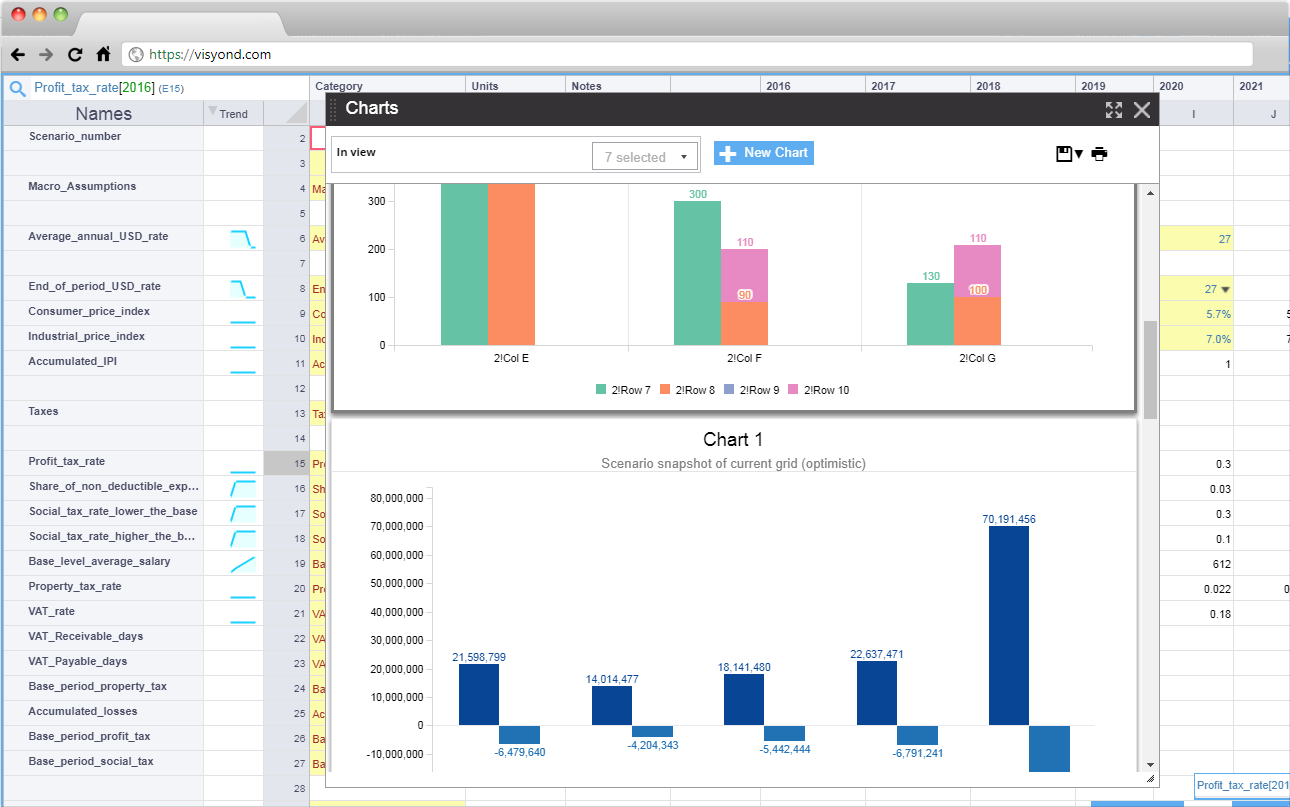 https://visyond.com
Profit_tax_rate[2016] (E15)
Category Units Notes 2016 2017 2018 2019 2020 2021
Names Trend I J
Charts
In view 7 selected New Chart
Scenario_number 2
3
Macro_Assumptions 4 Ma
5
Average_annual_USD_rate 6 Av 27
7
End_of_period_USD_rate 8 En 27
Consumer_price_index 9 Co 5.7%
Industrial_price_index 10 Ind 7.0%
Accumulated_IPI 11 Ac 1
12
Taxes 13 Tax
14
Profit_tax_rate 15 Pro 0.3
Share_of_non_deductible_exp... 16 Sh 0.03
Social_tax_rate_lower_the_base 17 So 0.3
Social_tax_rate_higher_the_b... 18 So 0.1
Base_level_average_salary 19 Ba 612
Property_tax_rate 20 Pro 0.022 0
VAT_rate 21 VA 0.18
VAT_Receivable_days 22 VA
VAT_Payable_days 23 VA
Base_period_property_tax 24 Ba
Accumulated_losses 25 Ac
Base_period_profit_tax 26 Ba
Base_period_social_tax 27 Ba
28
300
200
100
0
300
110
90
130
110
100
2!Col E 2!Col F 2!Col G
2!Row 7 2!Row 8 2!Row 9 2!Row 10
Chart 1
Scenario snapshot of current grid (optimistic)
80,000,000
70,000,000
60,000,000
50,000,000
40,000,000
30,000,000
20,000,000
10,000,000
0
-10,000,000
21,598,799
14,014,477
18,141,480
22,637,471
70,191,456
-6,479,640
-4,204,343
-5,442,444
-6,791,241
Profit_tax_rate[201